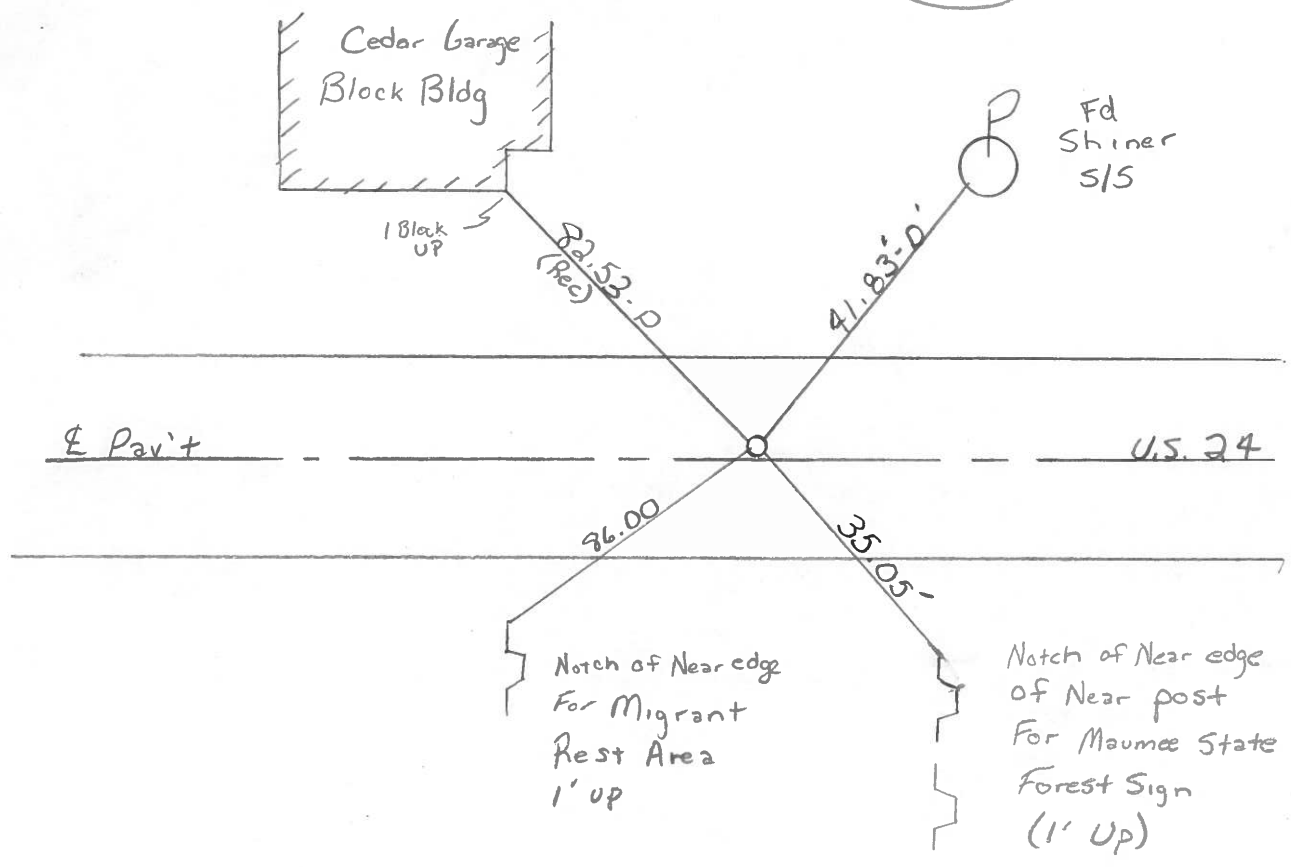 Cedar Garage
Block Bldg
Fd
Shiner
S/S
1 Block
UP
82.53-D
(Rec)
41.83'-D'
℄ Pav't
U.S. 24
86.00
35.05-
Notch of Near edge
For Migrant
Rest Area
1' UP
Notch of Near edge
of Near post
For Maumee State
Forest Sign
(1' Up)